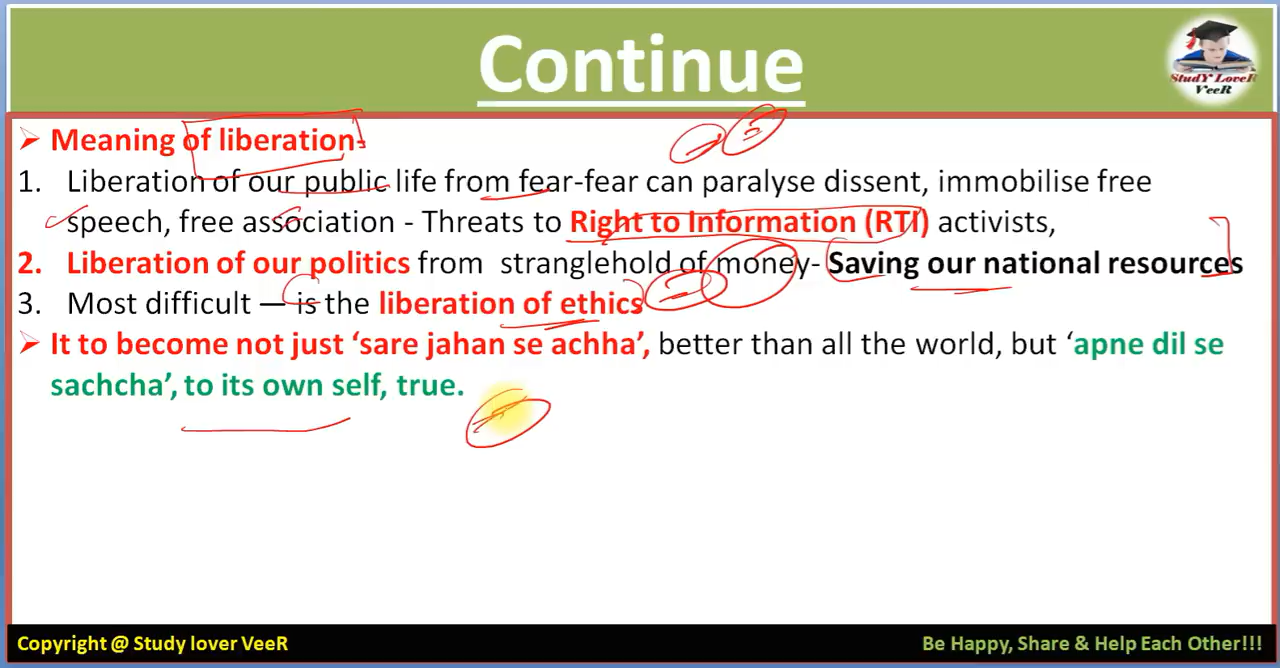 Continue
StudY LoveR
VeeR
➢ Meaning of liberation-
1. Liberation of our public life from fear-fear can paralyse dissent, immobilise free
speech, free association - Threats to Right to Information (RTI) activists,
2. Liberation of our politics from stranglehold of money- Saving our national resources
3. Most difficult — is the liberation of ethics
➢ It to become not just ‘sare jahan se achha’, better than all the world, but ‘apne dil se
sachcha’, to its own self, true.
Copyright @ Study lover VeeR
Be Happy, Share & Help Each Other!!!